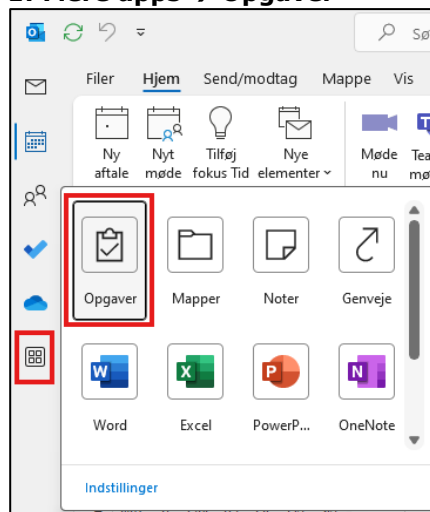 Filer Hjem Send/modtag Mappe Vis
Ny aftale Nyt møde Tilføj fokus Tid Nye elementer Møde nu
Opgaver Mapper Noter Genveje
Word Excel PowerP... OneNote
Indstillinger